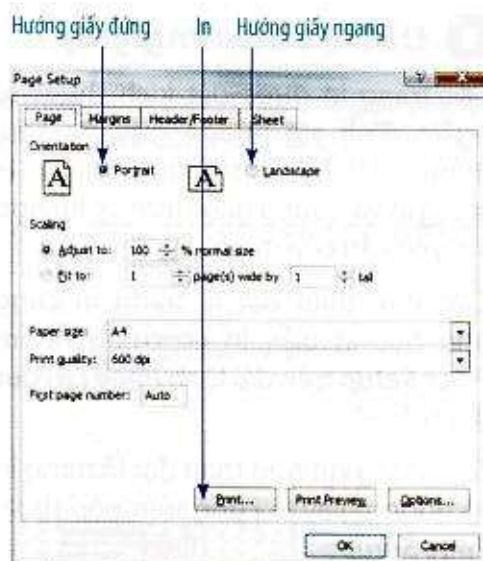 Hướng giấy đứng In Hướng giấy ngang
Page Setup
Page Margins Header/Footer Sheet
Orientation
A Portrait A Landscape
Scaling
Adjust to: 100 % normal size
Fit to: 1 page(s) wide by 1 tall
Paper size: A4
Print quality: 600 dpi
First page number: Auto
Print... Print Preview Options...
OK Cancel